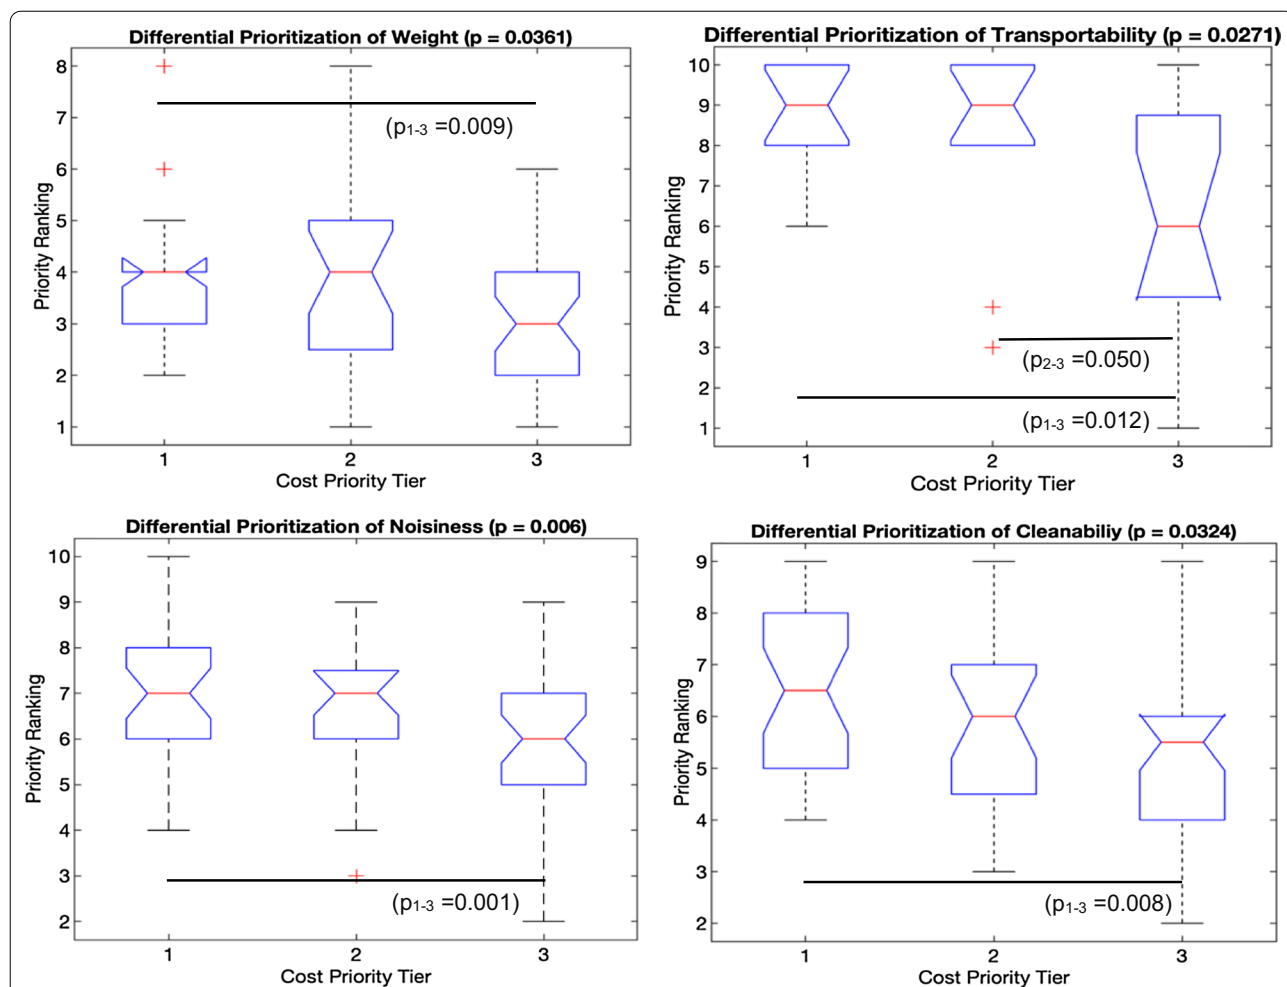 Differential Prioritization of Weight (p = 0.0361)
8
7
6
5
4
3
2
1
Priority Ranking
(p1-3 =0.009)
1 2 3
Cost Priority Tier
Differential Prioritization of Transportability (p = 0.0271)
10
9
8
7
6
5
4
3
2
1
Priority Ranking
(p2-3 =0.050)
(p1-3 =0.012)
1 2 3
Cost Priority Tier
Differential Prioritization of Noisiness (p = 0.006)
10
9
8
7
6
5
4
3
2
Priority Ranking
(p1-3 =0.001)
1 2 3
Cost Priority Tier
Differential Prioritization of Cleanabiliy (p = 0.0324)
9
8
7
6
5
4
3
2
Priority Ranking
(p1-3 =0.008)
1 2 3
Cost Priority Tier